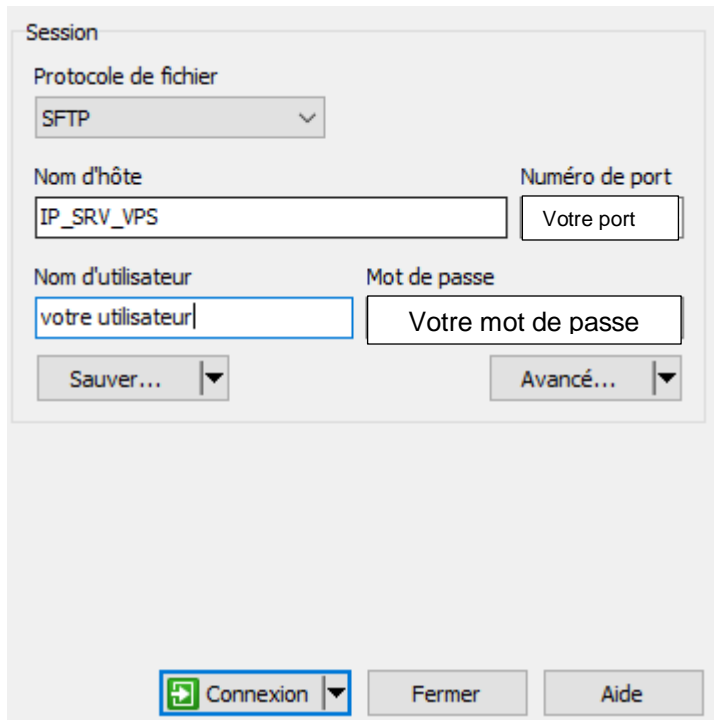 Session
Protocole de fichier
SFTP
Nom d'hôte Numéro de port
IP_SRV_VPS Votre port
Nom d'utilisateur Mot de passe
votre utilisateur Votre mot de passe
Sauver... Avancé...
Connexion Fermer Aide